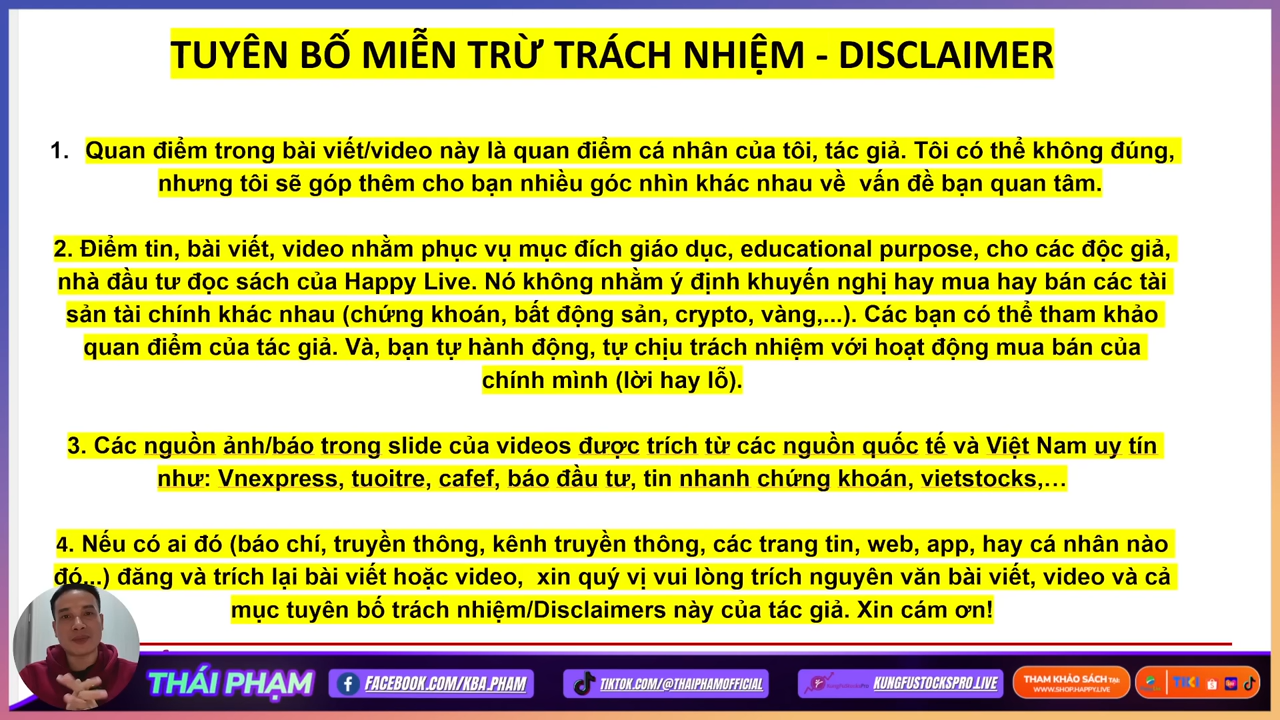 TUYÊN BỐ MIỄN TRỪ TRÁCH NHIỆM - DISCLAIMER
1. Quan điểm trong bài viết/video này là quan điểm cá nhân của tôi, tác giả. Tôi có thể không đúng,
nhưng tôi sẽ góp thêm cho bạn nhiều góc nhìn khác nhau về vấn đề bạn quan tâm.
2. Điểm tin, bài viết, video nhằm phục vụ mục đích giáo dục, educational purpose, cho các độc giả,
nhà đầu tư đọc sách của Happy Live. Nó không nhằm ý định khuyến nghị hay mua hay bán các tài
sản tài chính khác nhau (chứng khoán, bất động sản, crypto, vàng,...). Các bạn có thể tham khảo
quan điểm của tác giả. Và, bạn tự hành động, tự chịu trách nhiệm với hoạt động mua bán của
chính mình (lời hay lỗ).
3. Các nguồn ảnh/báo trong slide của videos được trích từ các nguồn quốc tế và Việt Nam uy tín
như: Vnexpress, tuoitre, cafef, báo đầu tư, tin nhanh chứng khoán, vietstocks,…
4. Nếu có ai đó (báo chí, truyền thông, kênh truyền thông, các trang tin, web, app, hay cá nhân nào
đó...) đăng và trích lại bài viết hoặc video, xin quý vị vui lòng trích nguyên văn bài viết, video và cả
mục tuyên bố trách nhiệm/Disclaimers này của tác giả. Xin cám ơn!
THÁI PHẠM
FACEBOOK.COM/KBA.PHAM
TIKTOK.COM/@THAIPHAMOFFICIAL
KungFuStocksPro
KUNGFUSTOCKSPRO.LIVE
THAM KHẢO SÁCH TẠI:
WWW.SHOP.HAPPY.LIVE
TIKI